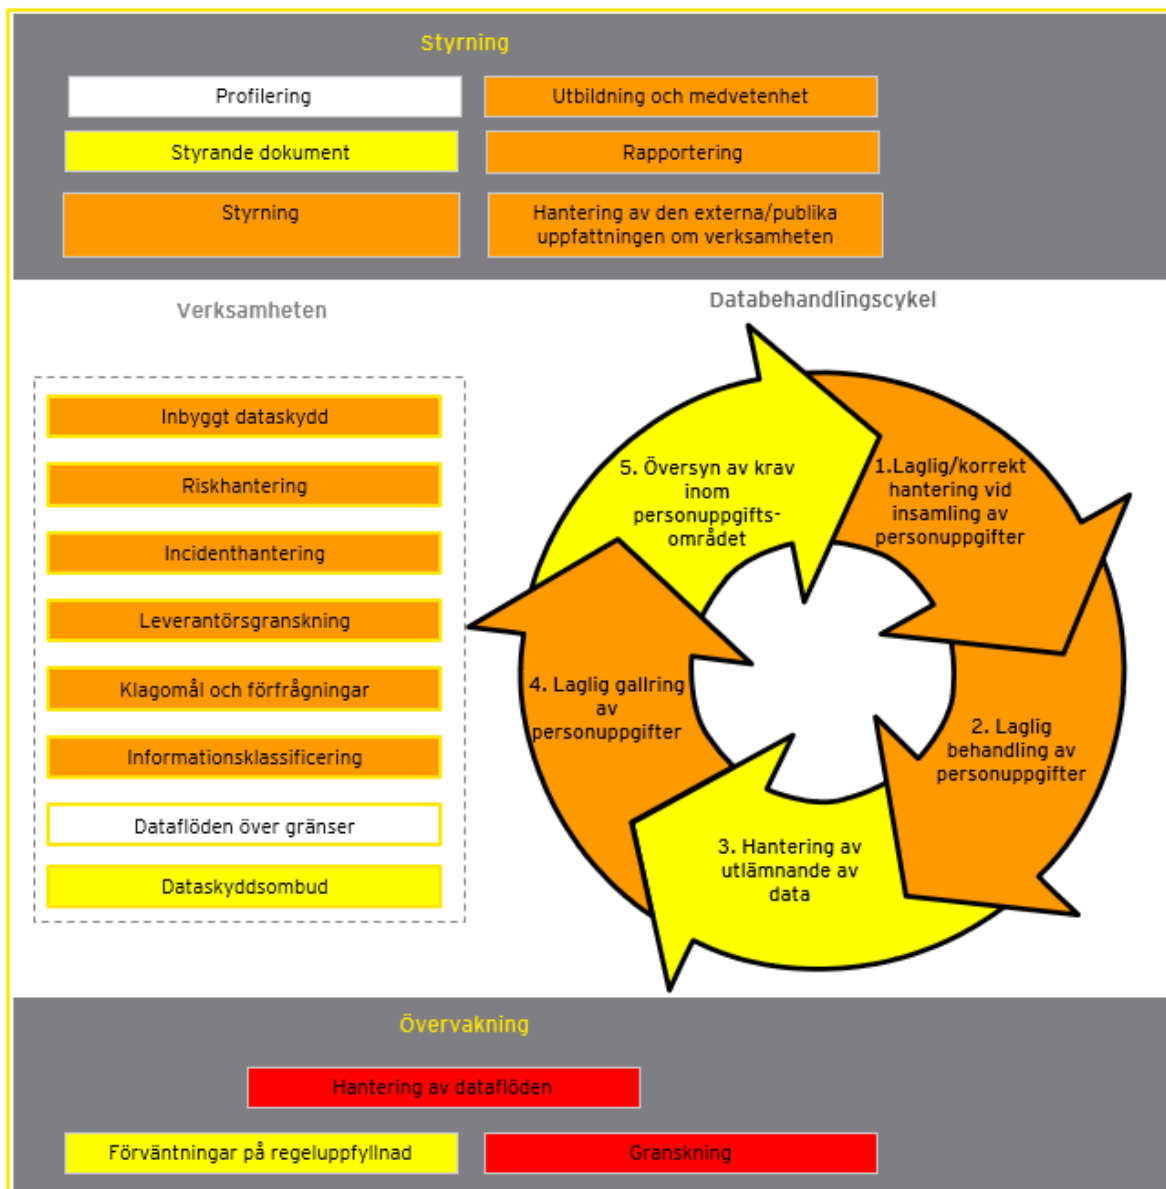 Styrning
Profilering
Utbildning och medvetenhet
Styrande dokument
Rapportering
Styrning
Hantering av den externa/publika
uppfattningen om verksamheten
Verksamheten
Inbyggt dataskydd
Riskhantering
Incidenthantering
Leverantörsgranskning
Klagomål och förfrågningar
Informationsklassificering
Dataflöden över gränser
Dataskyddsombud
Databehandlingscykel
1.Laglig/korrekt
hantering vid
insamling av
personuppgifter
2. Laglig
behandling av
personuppgifter
3. Hantering av
utlämnande av
data
4. Laglig gallring
av
personuppgifter
5. Översyn av krav
inom
personuppgifts-
området
Övervakning
Hantering av dataflöden
Förväntningar på regeluppfyllnad
Granskning